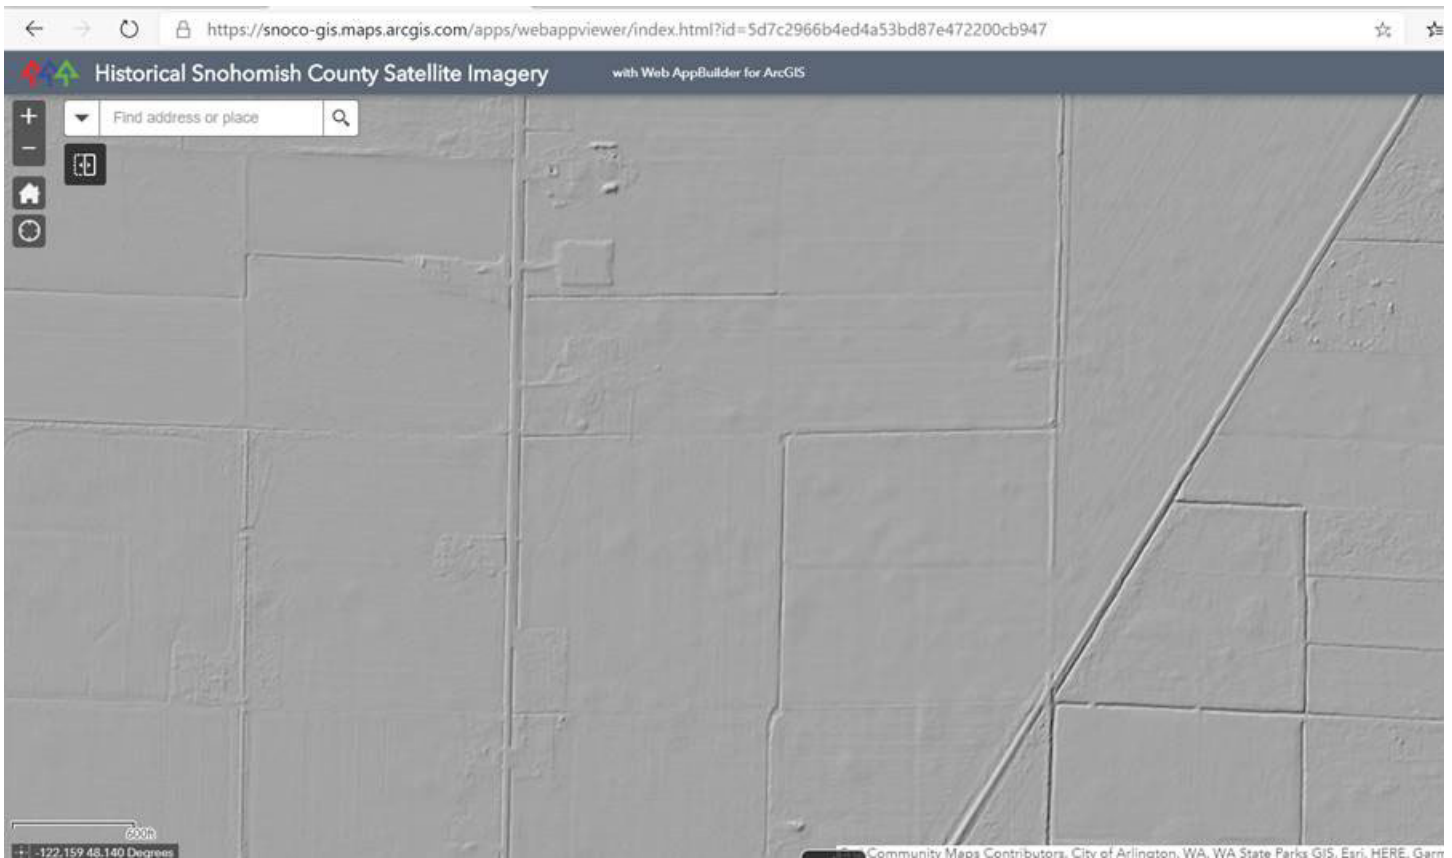 https://snoco-gis.maps.arcgis.com/apps/webappviewer/index.html?id=5d7c2966b4ed4a53bd87e472200cb947
Historical Snohomish County Satellite Imagery with Web AppBuilder for ArcGIS
Find address or place
600ft
-122.159 48.140 Degrees
Community Maps Contributors, City of Arlington, WA, WA State Parks GIS, Esri, HERE, Garm